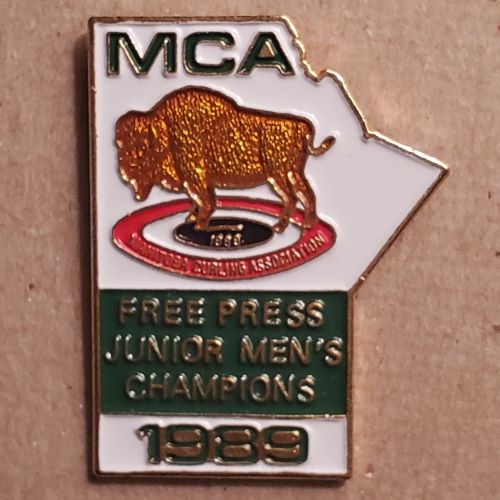 MCA
1888
MANITOBA CURLING ASSOCIATION
FREE PRESS
JUNIOR MEN'S
CHAMPIONS
1989